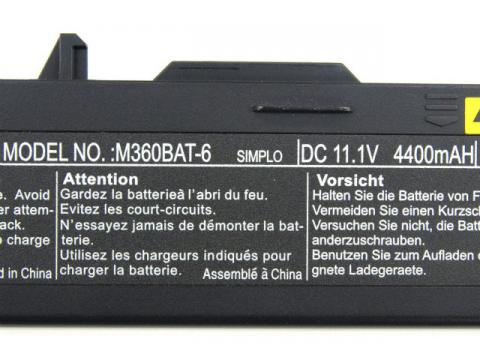 MODEL NO. :M360BAT-6 SIMPLO DC 11.1V 4400mAH
e. Avoid
er attem-
ack.
o charge
e in China
Attention
Gardez la batterieà l'abri du feu.
Evitez les court-circuits.
N'essayez jamais de démonter la bat-
terie.
Utilisez les chargeurs indiqués pour
charger la batterie.
Assemblé à China
Vorsicht
Halten Sie die Batterie von F
Vermeiden Sie einen Kurzsch
Versuchen Sie nicht, die Batt
anderzuschrauben.
Benutzen Sie zum Aufladen d
gnete Ladegeraete.